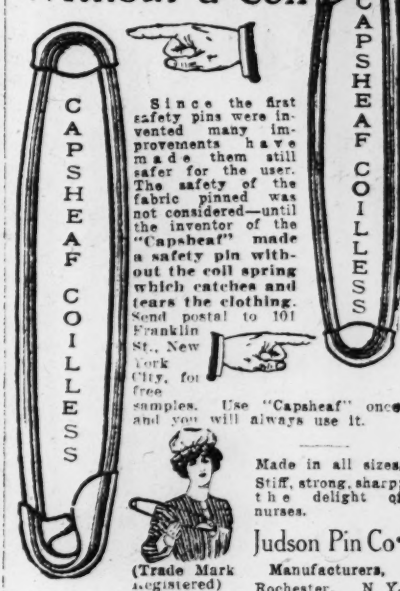 Without a Coil
CAPSHEAF COILLESS
CAPSHEAF COILLESS
Since the first
safety pins were in-
vented many im-
provements have
made them still
safer for the user.
The safety of the
fabric pinned was
not considered—until
the inventor of the
"Capsheaf" made
a safety pin with-
out the coil spring
which catches and
tears the clothing.
Send postal to 101
Franklin
St., New
York
City, for
free
samples. Use "Capsheaf" once
and you will always use it.
Made in all sizes,
Stiff, strong, sharp;
the delight of
nurses.
Judson Pin Co
Manufacturers,
Rochester, N. Y.
(Trade Mark
Registered)